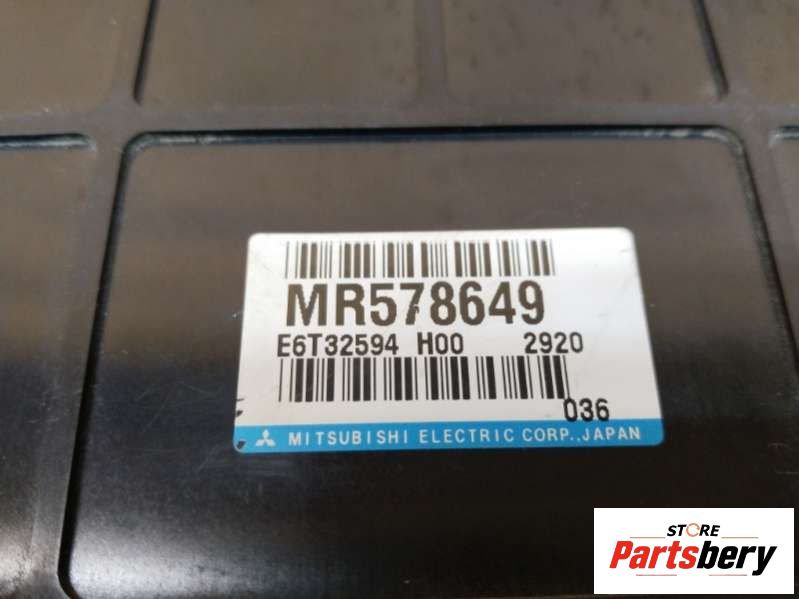 MR578649
E6T32594 H00 2920
036
MITSUBISHI ELECTRIC CORP.,JAPAN
STORE
Partsbery